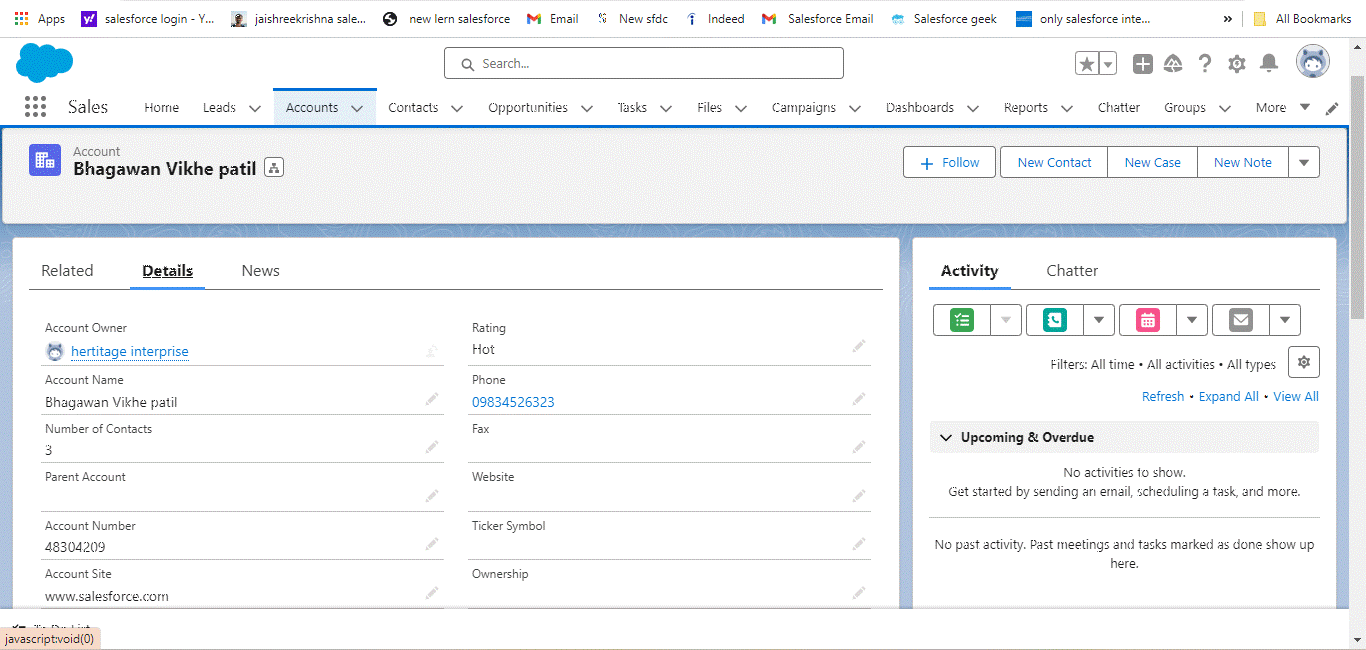 Apps salesforce login - Y... jaishreekrishna sale... new lern salesforce Email New sfdc Indeed Salesforce Email Salesforce geek only salesforce inte... » All Bookmarks
Search...
Sales Home Leads Accounts Contacts Opportunities Tasks Files Campaigns Dashboards Reports Chatter Groups More
Account
Bhagawan Vikhe patil
+ Follow New Contact New Case New Note
Related Details News
Account Owner
hertitage interprise
Rating
Hot
Account Name
Bhagawan Vikhe patil
Phone
09834526323
Number of Contacts
3
Fax
Parent Account
Website
Account Number
48304209
Ticker Symbol
Account Site
www.salesforce.com
Ownership
Activity Chatter
Filters: All time • All activities • All types
Refresh • Expand All • View All
Upcoming & Overdue
No activities to show.
Get started by sending an email, scheduling a task, and more.
No past activity. Past meetings and tasks marked as done show up
here.
To Do List
javascript:void(0)